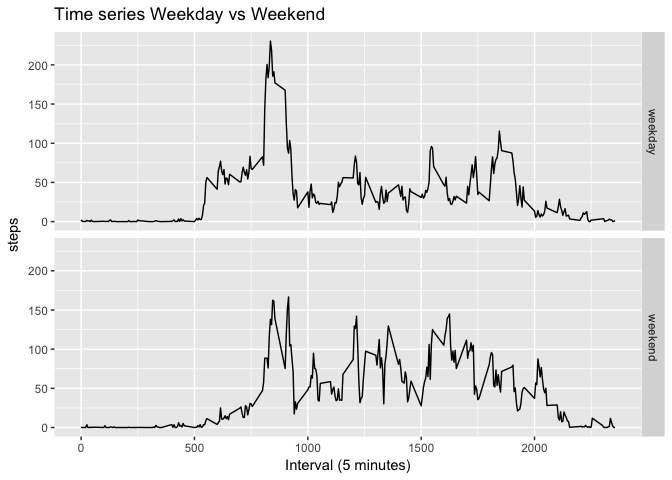 Time series Weekday vs Weekend
steps
200
150
100
50
0
weekday
200
150
100
50
0
weekend
0 500 1000 1500 2000
Interval (5 minutes)